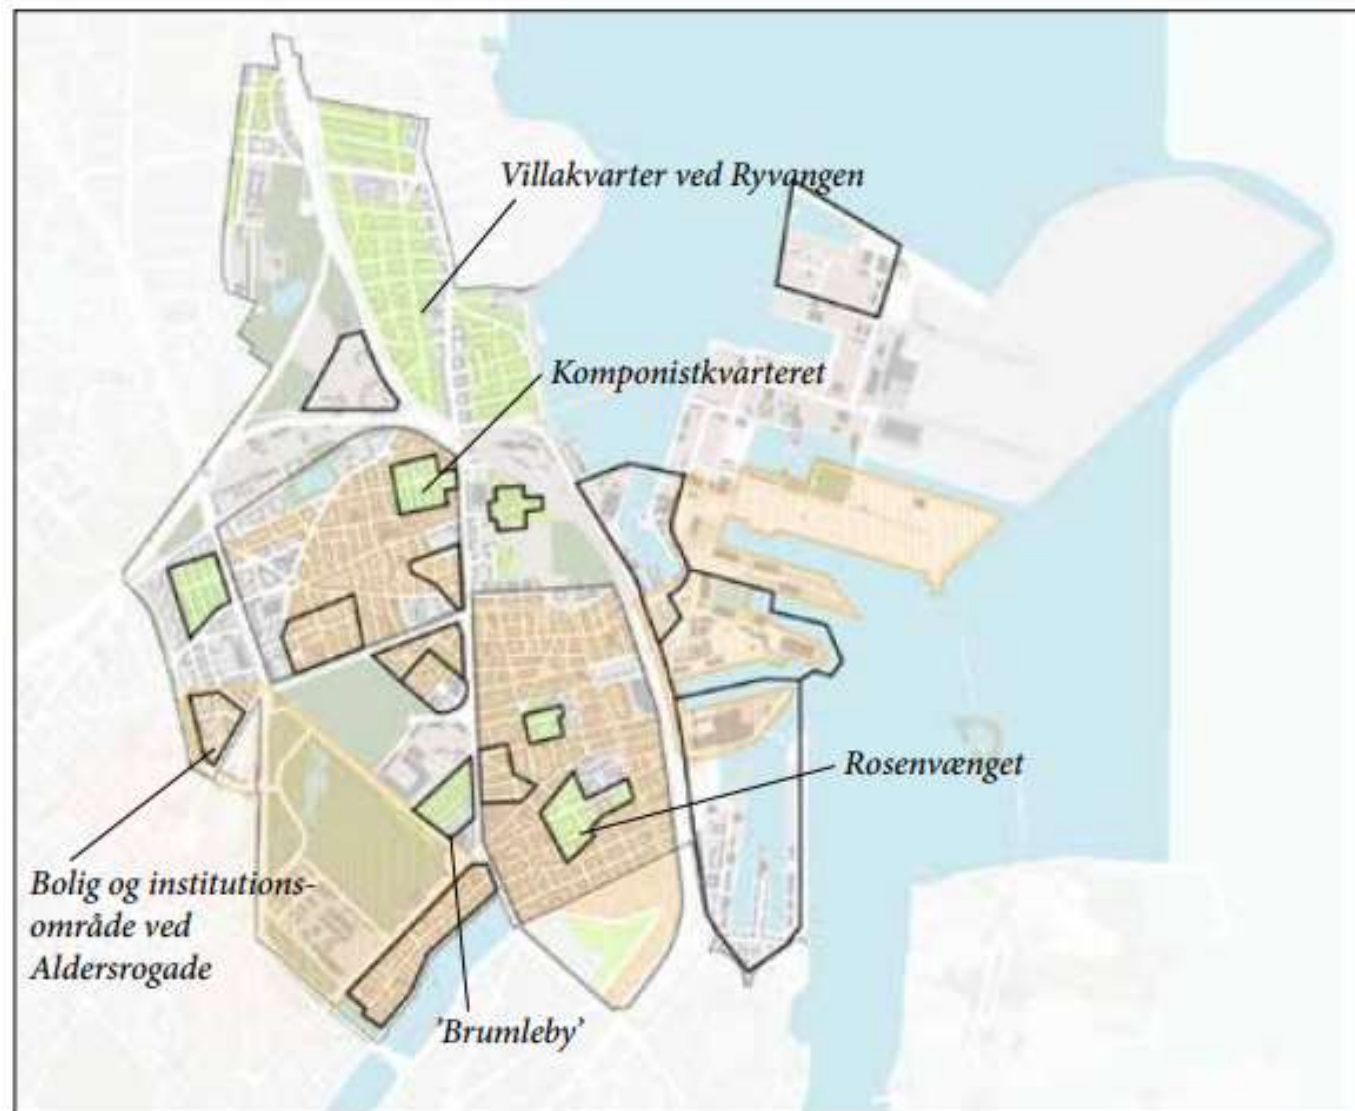 Villakvarter ved Ryvangen
Komponistkvarteret
Rosenvænget
Bolig og institutions-
område ved
Aldersrogade
’Brumleby’